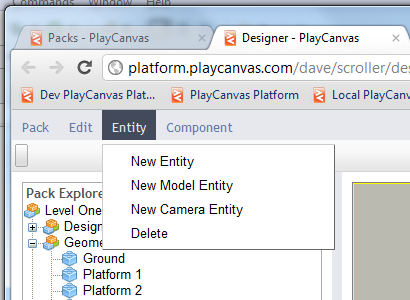 Commands Window Help
Packs - PlayCanvas
Designer - PlayCanvas
platform.playcanvas.com/dave/scroller/des
Dev PlayCanvas Plat...
PlayCanvas Platform
Local PlayCanv
Pack Edit Entity Component
New Entity
New Model Entity
New Camera Entity
Delete
Pack Explore
Level One
Design
Geome
Ground
Platform 1
Platform 2